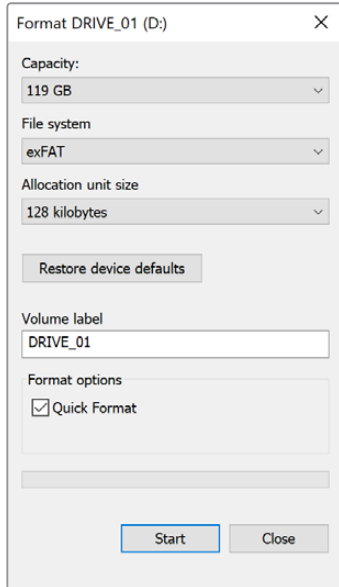 Format DRIVE_01 (D:)
Capacity:
119 GB
File system
exFAT
Allocation unit size
128 kilobytes
Restore device defaults
Volume label
DRIVE_01
Format options
Quick Format
Start Close